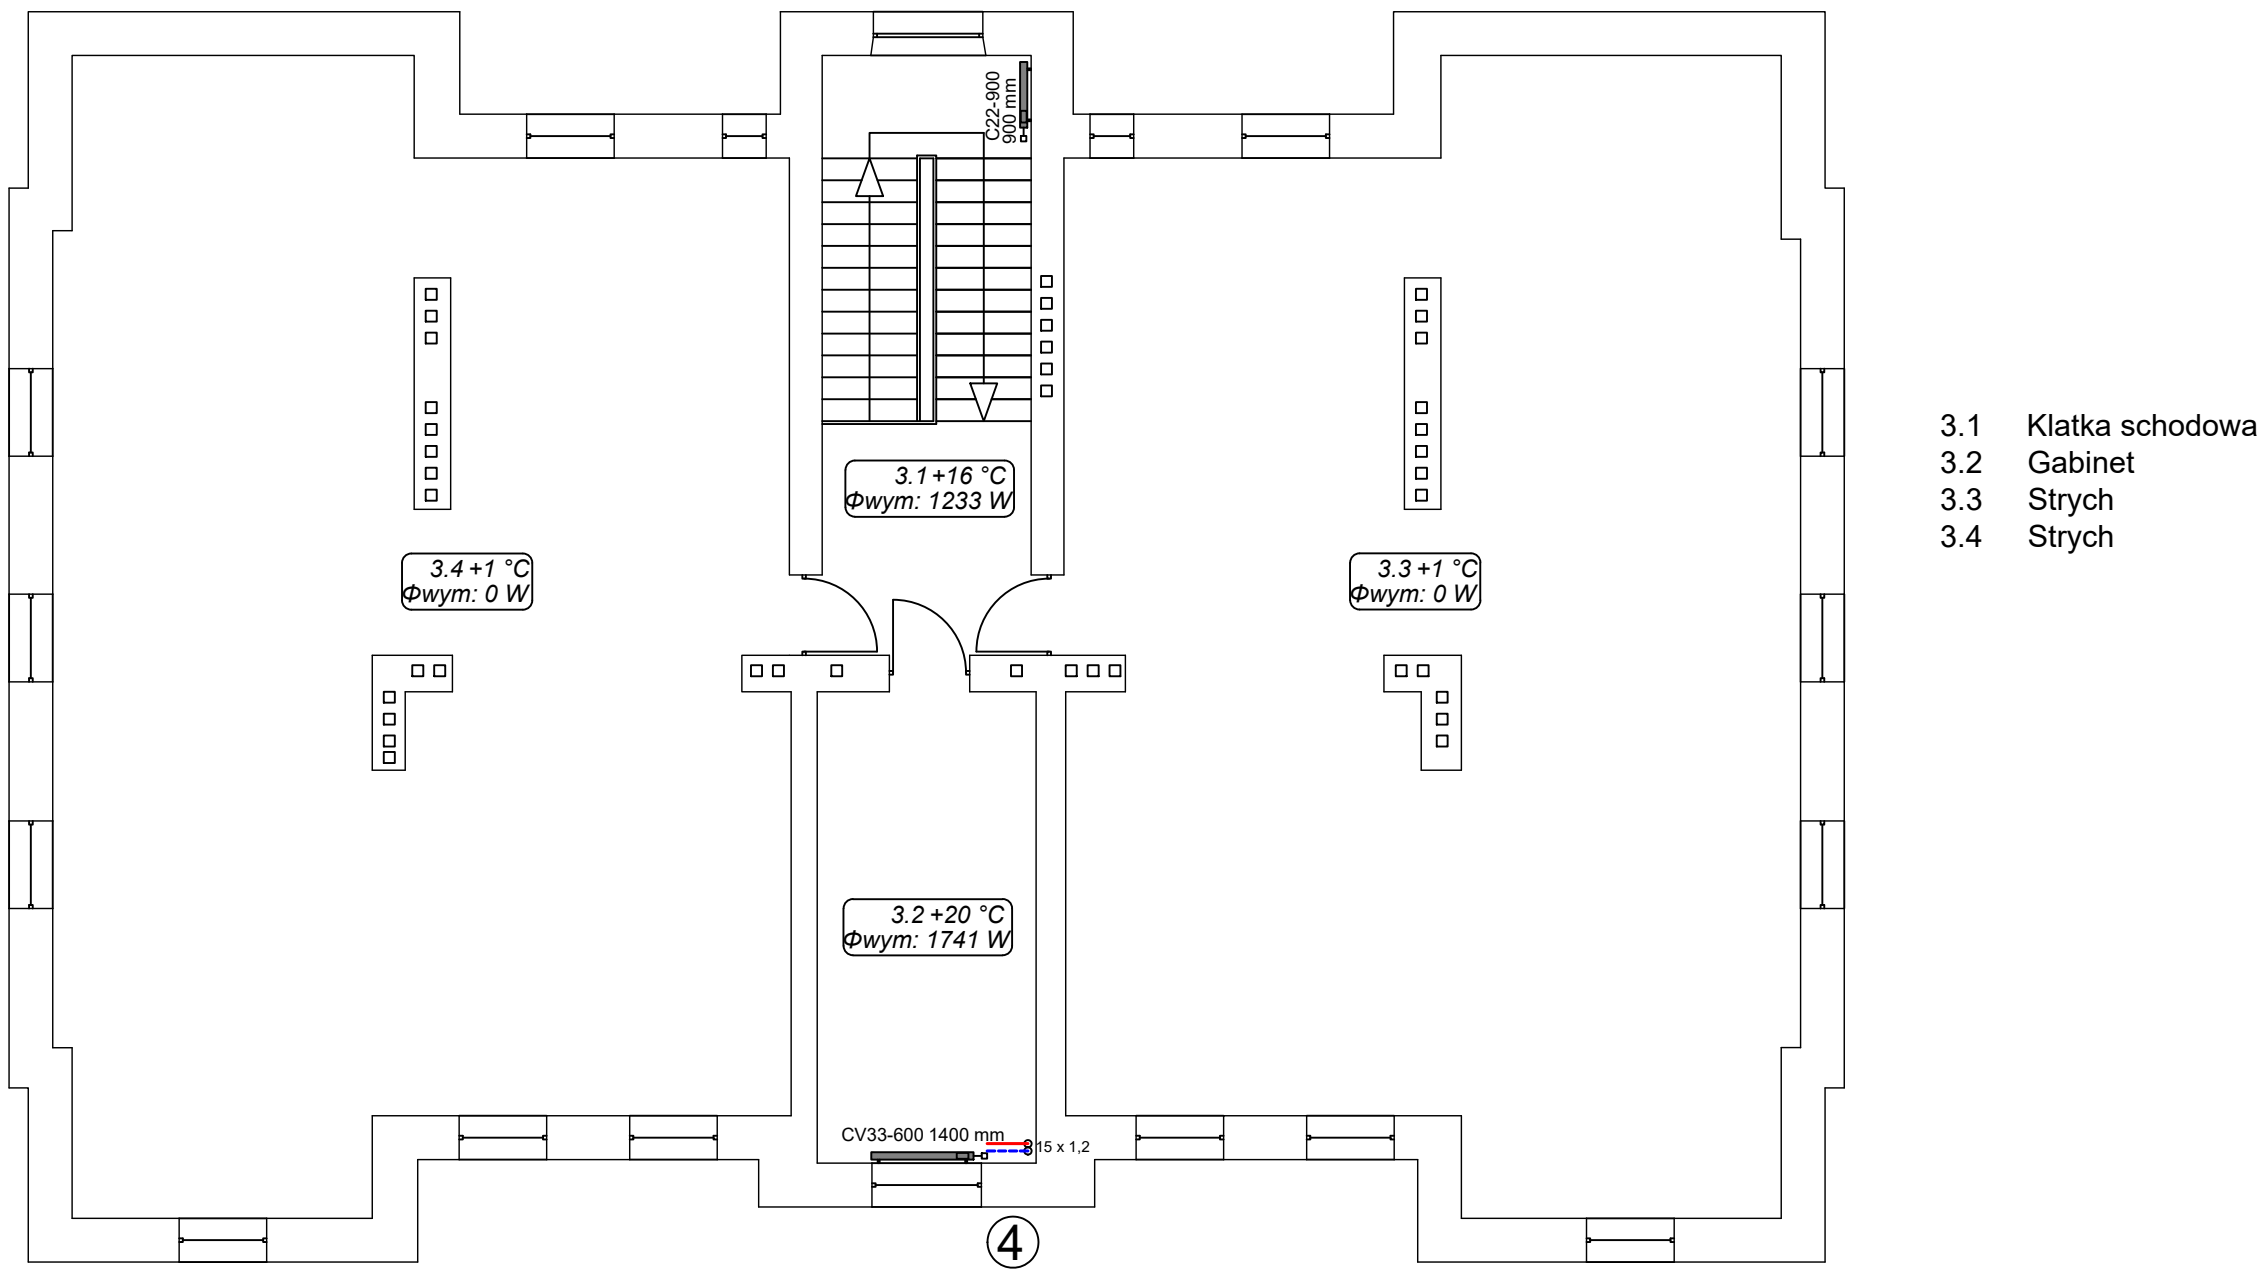 C22-900
900 mm
3.1 +16 °C
Φwym: 1233 W
3.4 +1 °C
Φwym: 0 W
3.3 +1 °C
Φwym: 0 W
3.2 +20 °C
Φwym: 1741 W
CV33-600 1400 mm
15 x 1,2
4
3.1 Klatka schodowa
3.2 Gabinet
3.3 Strych
3.4 Strych